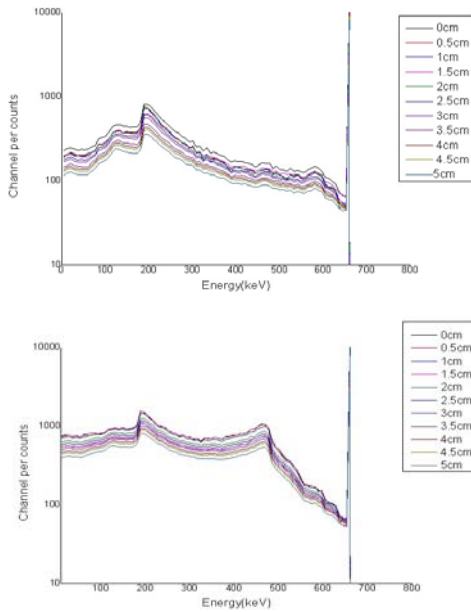 10000
1000
100
10
Channel per counts
0 100 200 300 400 500 600 700 800
Energy(keV)
0cm
0.5cm
1cm
1.5cm
2cm
2.5cm
3cm
3.5cm
4cm
4.5cm
5cm
10000
1000
100
10
Channel per counts
0 100 200 300 400 500 600 700 800
Energy(keV)
0cm
0.5cm
1cm
1.5cm
2cm
2.5cm
3cm
3.5cm
4cm
4.5cm
5cm